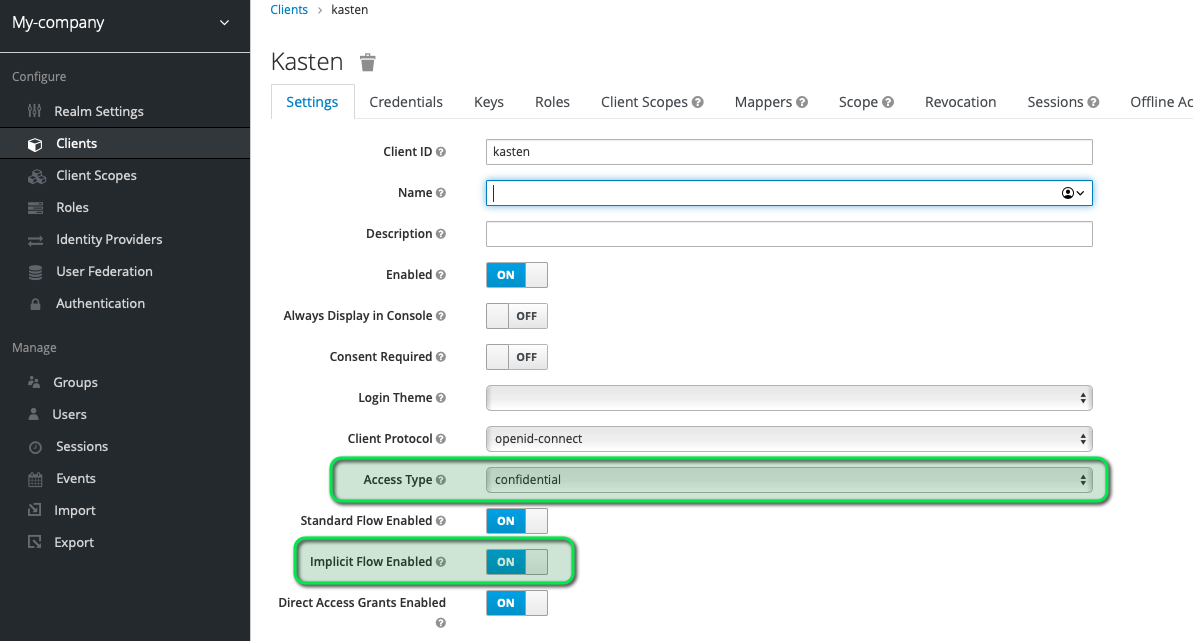 My-company
Configure
Realm Settings
Clients
Client Scopes
Roles
Identity Providers
User Federation
Authentication
Manage
Groups
Users
Sessions
Events
Import
Export
Clients > kasten
Kasten
Settings Credentials Keys Roles Client Scopes Mappers Scope Revocation Sessions Offline Ac
Client ID kasten
Name
Description
Enabled ON
Always Display in Console OFF
Consent Required OFF
Login Theme
Client Protocol openid-connect
Access Type confidential
Standard Flow Enabled ON
Implicit Flow Enabled ON
Direct Access Grants Enabled ON